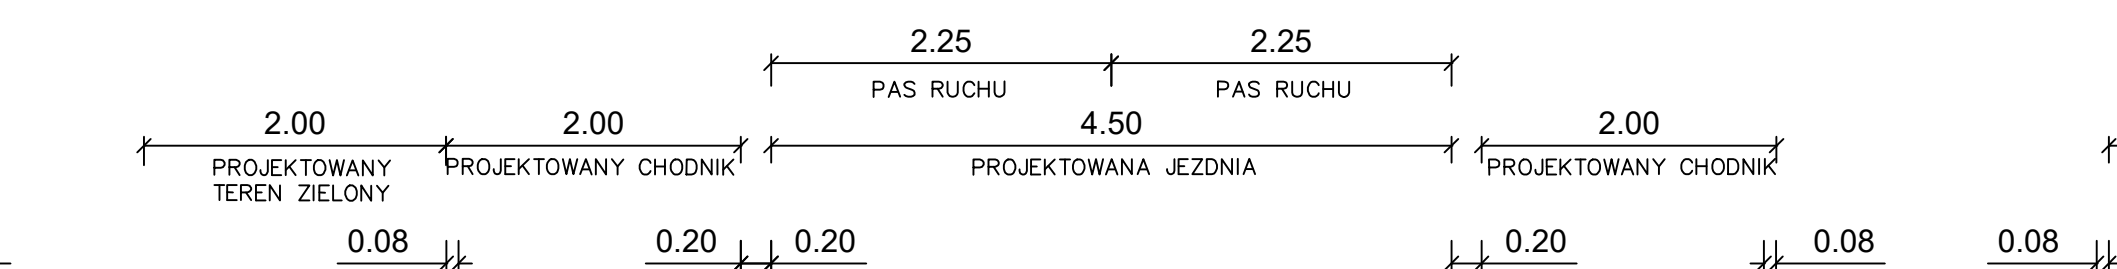 2.25 2.25
PAS RUCHU PAS RUCHU
2.00 2.00 4.50 2.00
PROJEKTOWANY PROJEKTOWANY CHODNIK PROJEKTOWANA JEZDNIA PROJEKTOWANY CHODNIK
TEREN ZIELONY
0.08 0.20 0.20 0.20 0.08 0.08